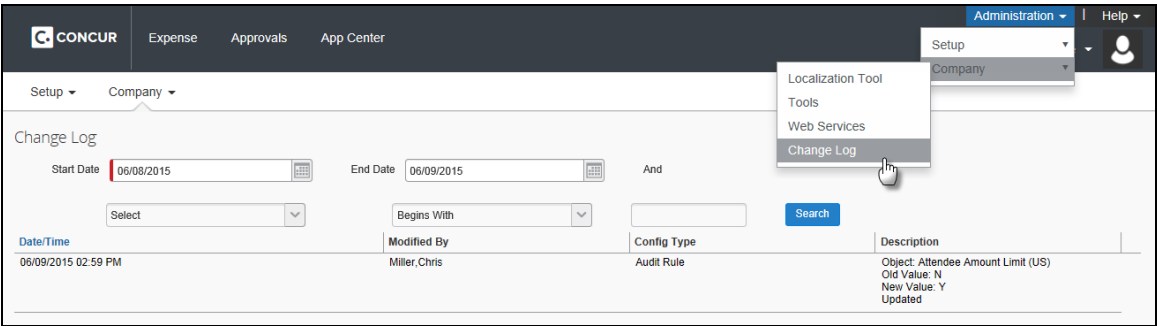 Administration | Help
C. CONCUR Expense Approvals App Center
Setup
Company
Localization Tool
Tools
Web Services
Change Log
Setup Company
Change Log
Start Date 06/08/2015 End Date 06/09/2015 And
Select Begins With Search
Date/Time Modified By Config Type Description
06/09/2015 02:59 PM Miller,Chris Audit Rule Object: Attendee Amount Limit (US)
Old Value: N
New Value: Y
Updated